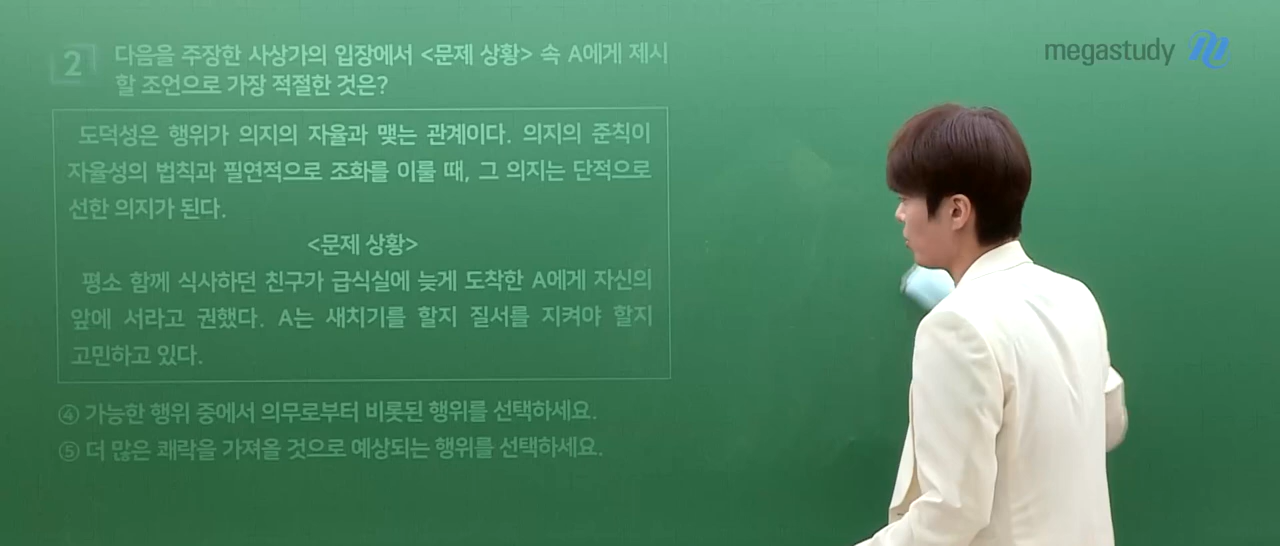 megastudy
2 다음을 주장한 사상가의 입장에서 <문제 상황> 속 A에게 제시
할 조언으로 가장 적절한 것은?
도덕성은 행위가 의지의 자율과 맺는 관계이다. 의지의 준칙이
자율성의 법칙과 필연적으로 조화를 이룰 때, 그 의지는 단적으로
선한 의지가 된다.
<문제 상황>
평소 함께 식사하던 친구가 급식실에 늦게 도착한 A에게 자신의
앞에 서라고 권했다. A는 새치기를 할지 질서를 지켜야 할지
고민하고 있다.
④ 가능한 행위 중에서 의무로부터 비롯된 행위를 선택하세요.
⑤ 더 많은 쾌락을 가져올 것으로 예상되는 행위를 선택하세요.